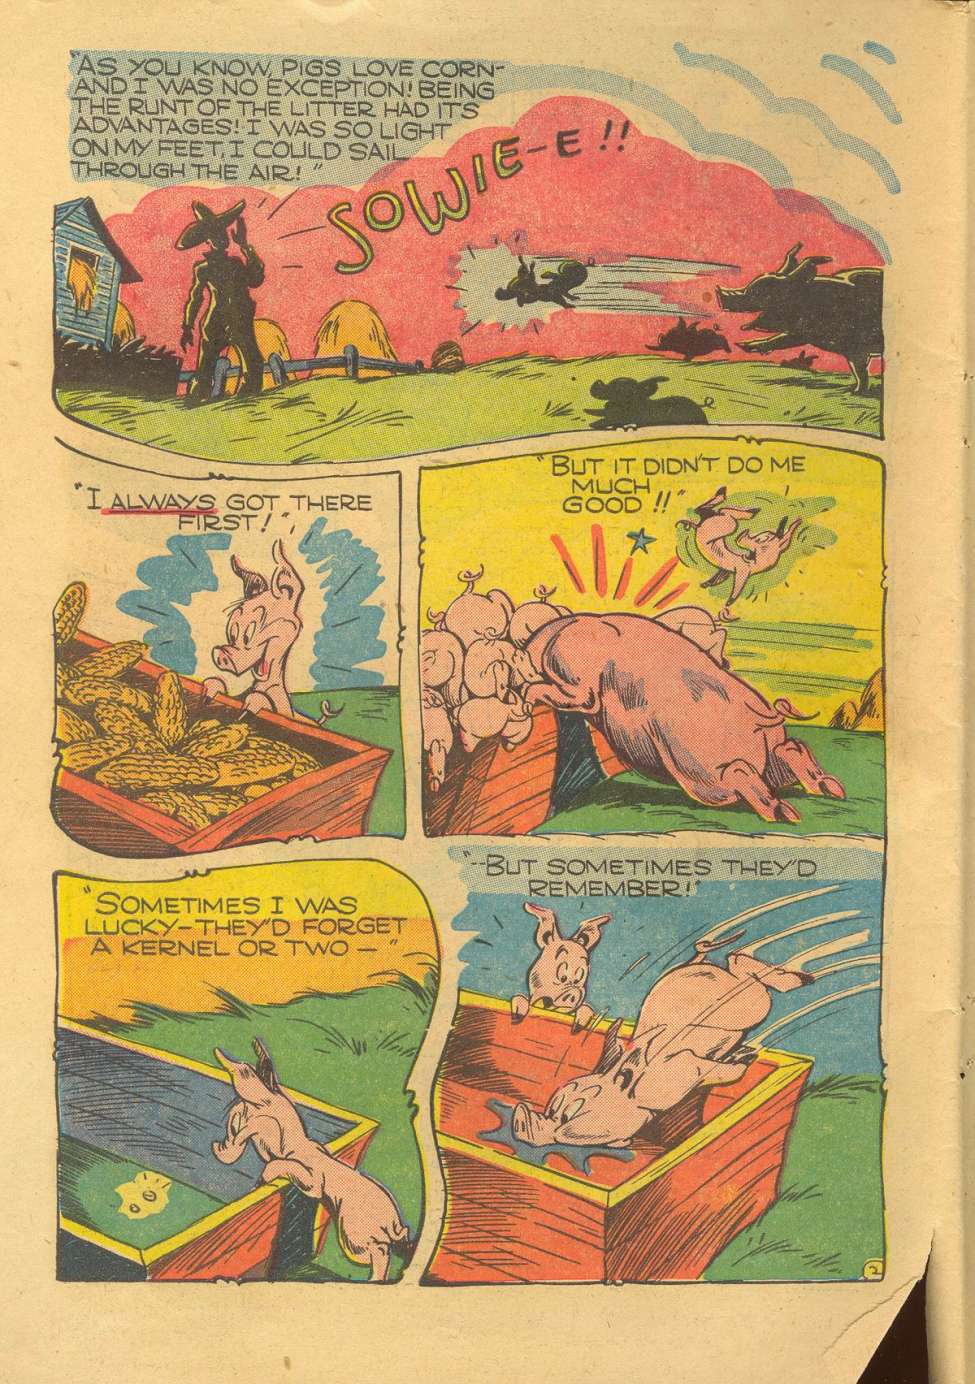 "AS YOU KNOW, PIGS LOVE CORN-
AND I WAS NO EXCEPTION! BEING
THE RUNT OF THE LITTER HAD ITS
ADVANTAGES! I WAS SO LIGHT
ON MY FEET, I COULD SAIL
THROUGH THE AIR!"
SOWIE-E!!
"I ALWAYS GOT THERE
FIRST!"
"BUT IT DIDN'T DO ME
MUCH
GOOD!!"
"SOMETIMES I WAS
LUCKY-THEY'D FORGET
A KERNEL OR TWO-"
"--BUT SOMETIMES THEY'D
REMEMBER!"
2